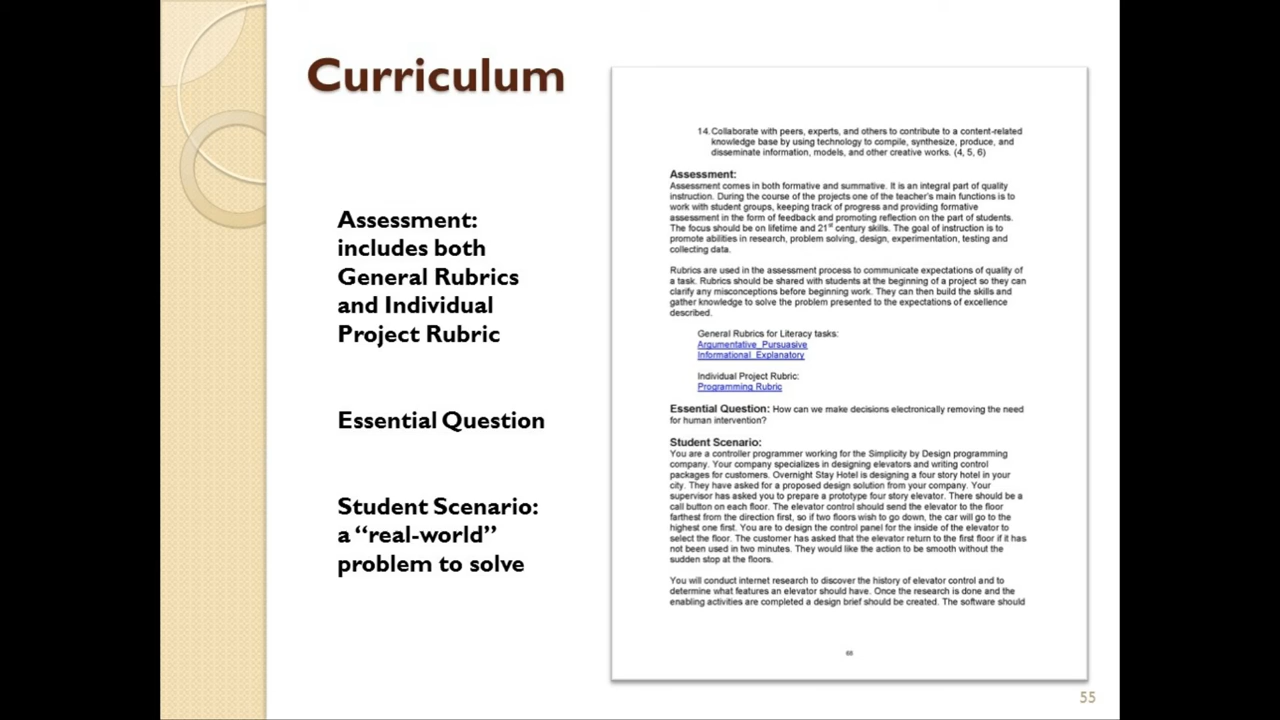 Curriculum
Assessment:
includes both
General Rubrics
and Individual
Project Rubric
Essential Question
Student Scenario:
a “real-world”
problem to solve
14. Collaborate with peers, experts, and others to contribute to a content-related
knowledge base by using technology to compile, synthesize, produce, and
disseminate information, models, and other creative works. (4, 5, 6)
Assessment:
Assessment comes in both formative and summative. It is an integral part of quality
instruction. During the course of the projects one of the teacher's main functions is to
work with student groups, keeping track of progress and providing formative
assessment in the form of feedback and promoting reflection on the part of students.
The focus should be on lifetime and 21st century skills. The goal of instruction is to
promote abilities in research, problem solving, design, experimentation, testing and
collecting data.
Rubrics are used in the assessment process to communicate expectations of quality of
a task. Rubrics should be shared with students at the beginning of a project so they can
clarify any misconceptions before beginning work. They can then build the skills and
gather knowledge to solve the problem presented to the expectations of excellence
described.
General Rubrics for Literacy tasks:
Argumentative_Pursuasive
Informational_Explanatory
Individual Project Rubric:
Programming Rubric
Essential Question: How can we make decisions electronically removing the need
for human intervention?
Student Scenario:
You are a controller programmer working for the Simplicity by Design programming
company. Your company specializes in designing elevators and writing control
packages for customers. Overnight Stay Hotel is designing a four story hotel in your
city. They have asked for a proposed design solution from your company. Your
supervisor has asked you to prepare a prototype four story elevator. There should be a
call button on each floor. The elevator control should send the elevator to the floor
farthest from the direction first, so if two floors wish to go down, the car will go to the
highest one first. You are to design the control panel for the inside of the elevator to
select the floor. The customer has asked that the elevator return to the first floor if it has
not been used in two minutes. They would like the action to be smooth without the
sudden stop at the floors.
You will conduct internet research to discover the history of elevator control and to
determine what features an elevator should have. Once the research is done and the
enabling activities are completed a design brief should be created. The software should
55